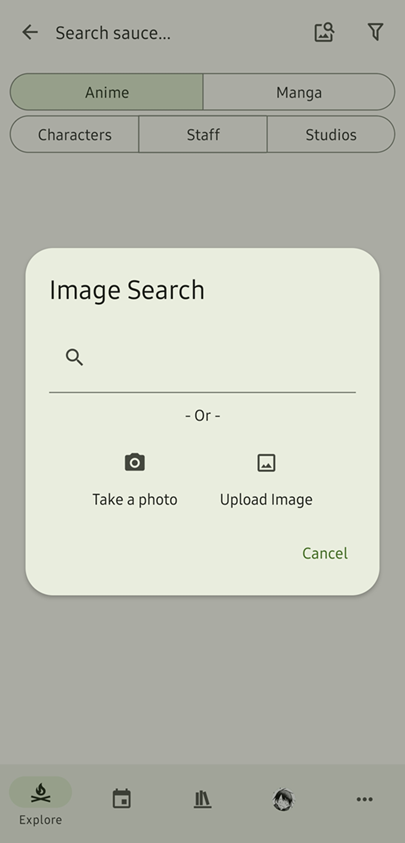 Search sauce...
Anime
Manga
Characters
Staff
Studios
Image Search
- Or -
Take a photo
Upload Image
Cancel
Explore